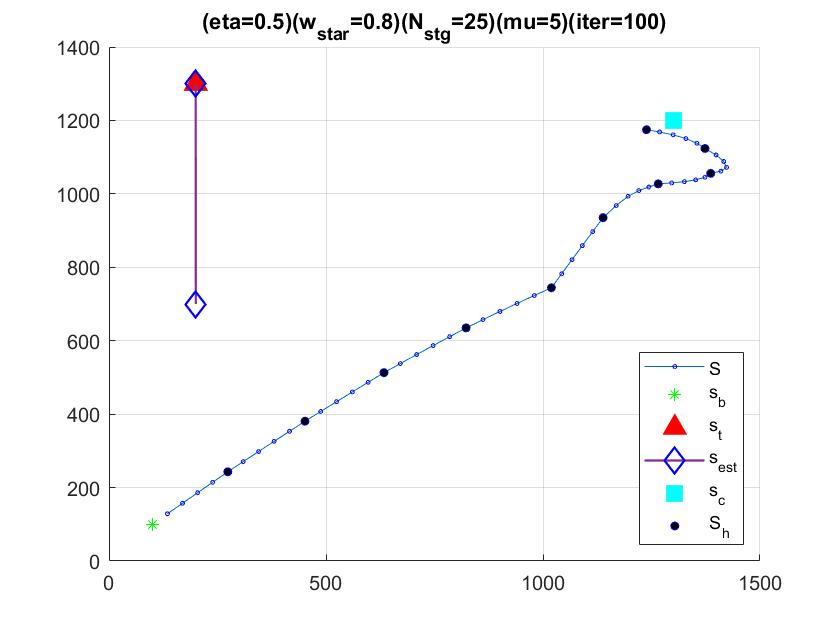 (eta=0.5)(w_star=0.8)(N_stg=25)(mu=5)(iter=100)
1400
1200
1000
800
600
400
200
0
0 500 1000 1500
S
s_b
s_t
s_est
s_c
S_h